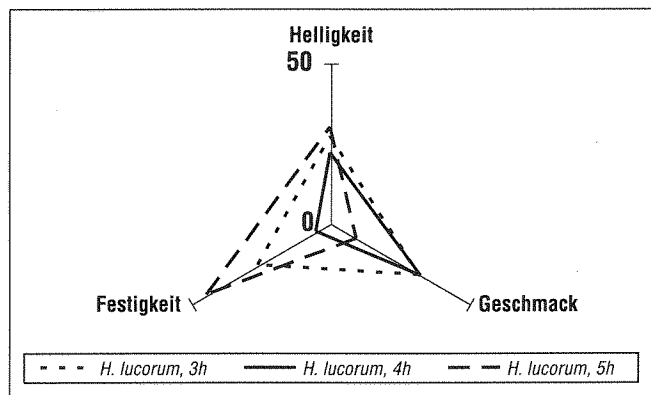 Helligkeit
50
0
Festigkeit
Geschmack
H. lucorum, 3h H. lucorum, 4h H. lucorum, 5h